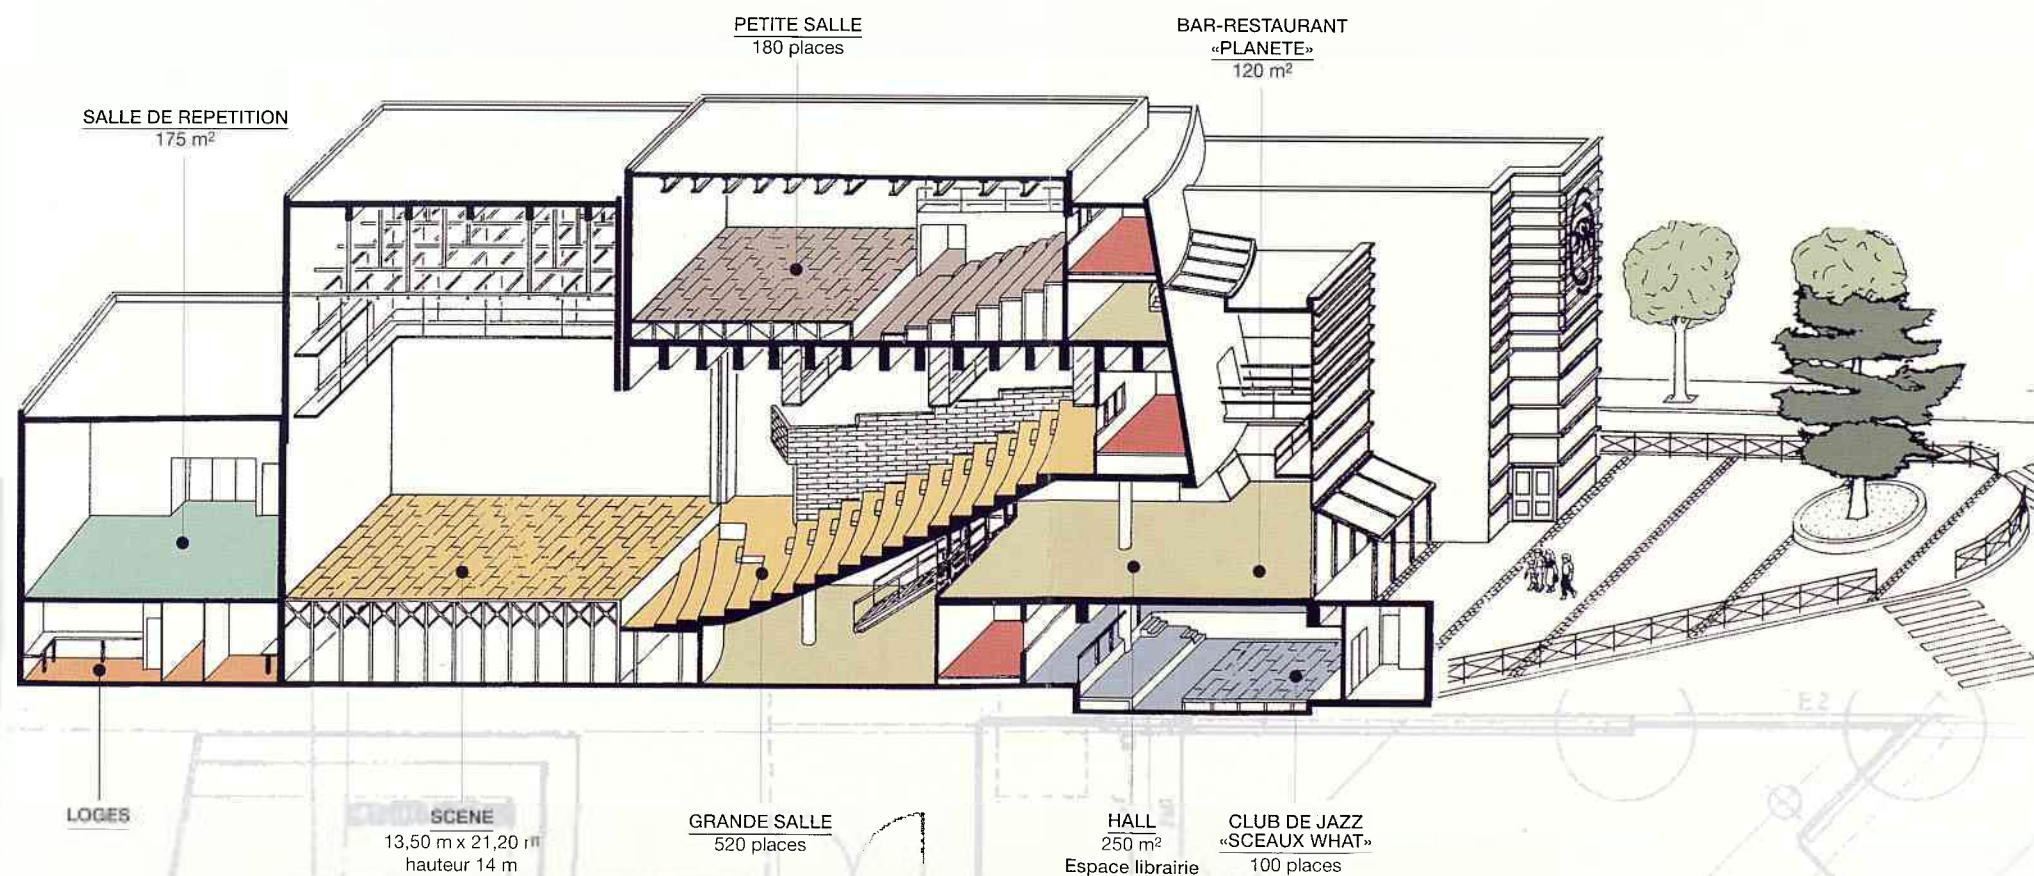 PETITE SALLE
180 places
BAR-RESTAURANT
«PLANETE»
120 m²
SALLE DE REPETITION
175 m²
LOGES
SCENE
13,50 m x 21,20 m
hauteur 14 m
GRANDE SALLE
520 places
HALL
250 m²
Espace librairie
CLUB DE JAZZ
«SCEAUX WHAT»
100 places
E2